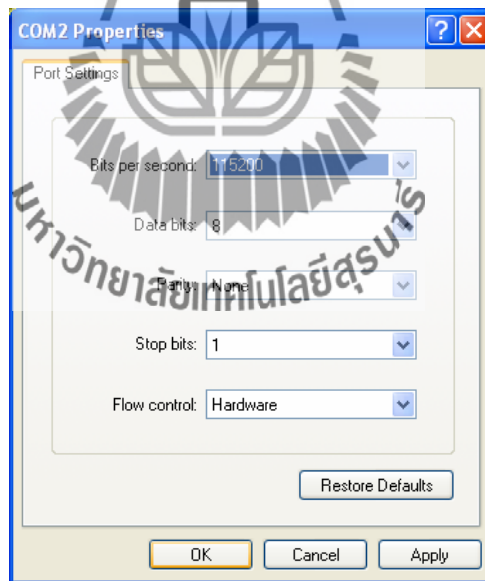 COM2 Properties
Port Settings
Bits per second: 115200
Data bits: 8
Parity: None
Stop bits: 1
Flow control: Hardware
Restore Defaults
OK Cancel Apply
มหาวิทยาลัยเทคโนโลยีสุรนารี